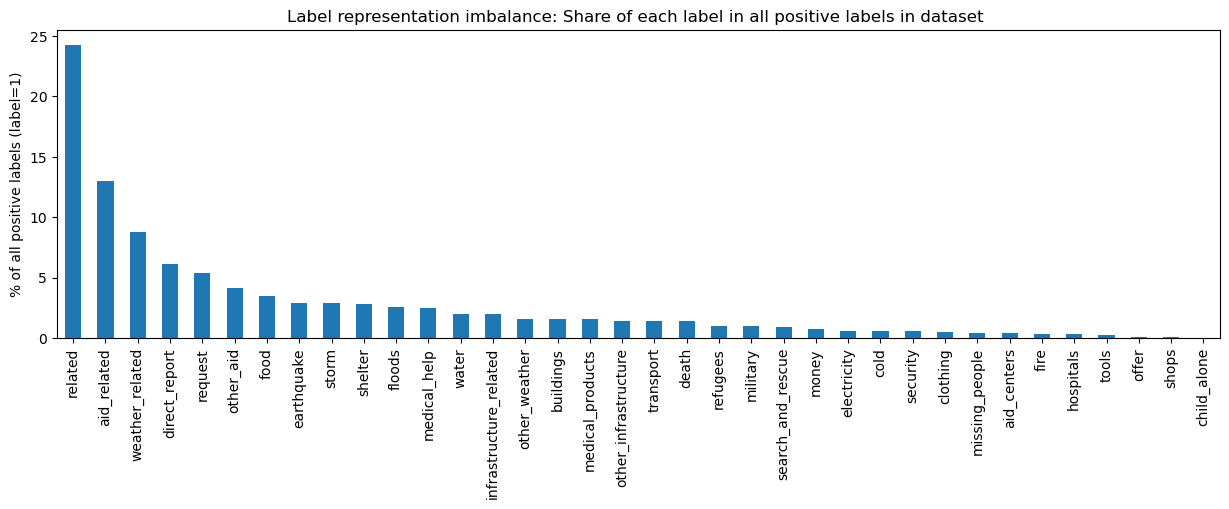 Label representation imbalance: Share of each label in all positive labels in dataset
% of all positive labels (label=1)
25
20
15
10
5
0
related
aid_related
weather_related
direct_report
request
other_aid
food
earthquake
storm
shelter
floods
medical_help
water
infrastructure_related
other_weather
buildings
medical_products
other_infrastructure
transport
death
refugees
military
search_and_rescue
money
electricity
cold
security
clothing
missing_people
aid_centers
fire
hospitals
tools
offer
shops
child_alone